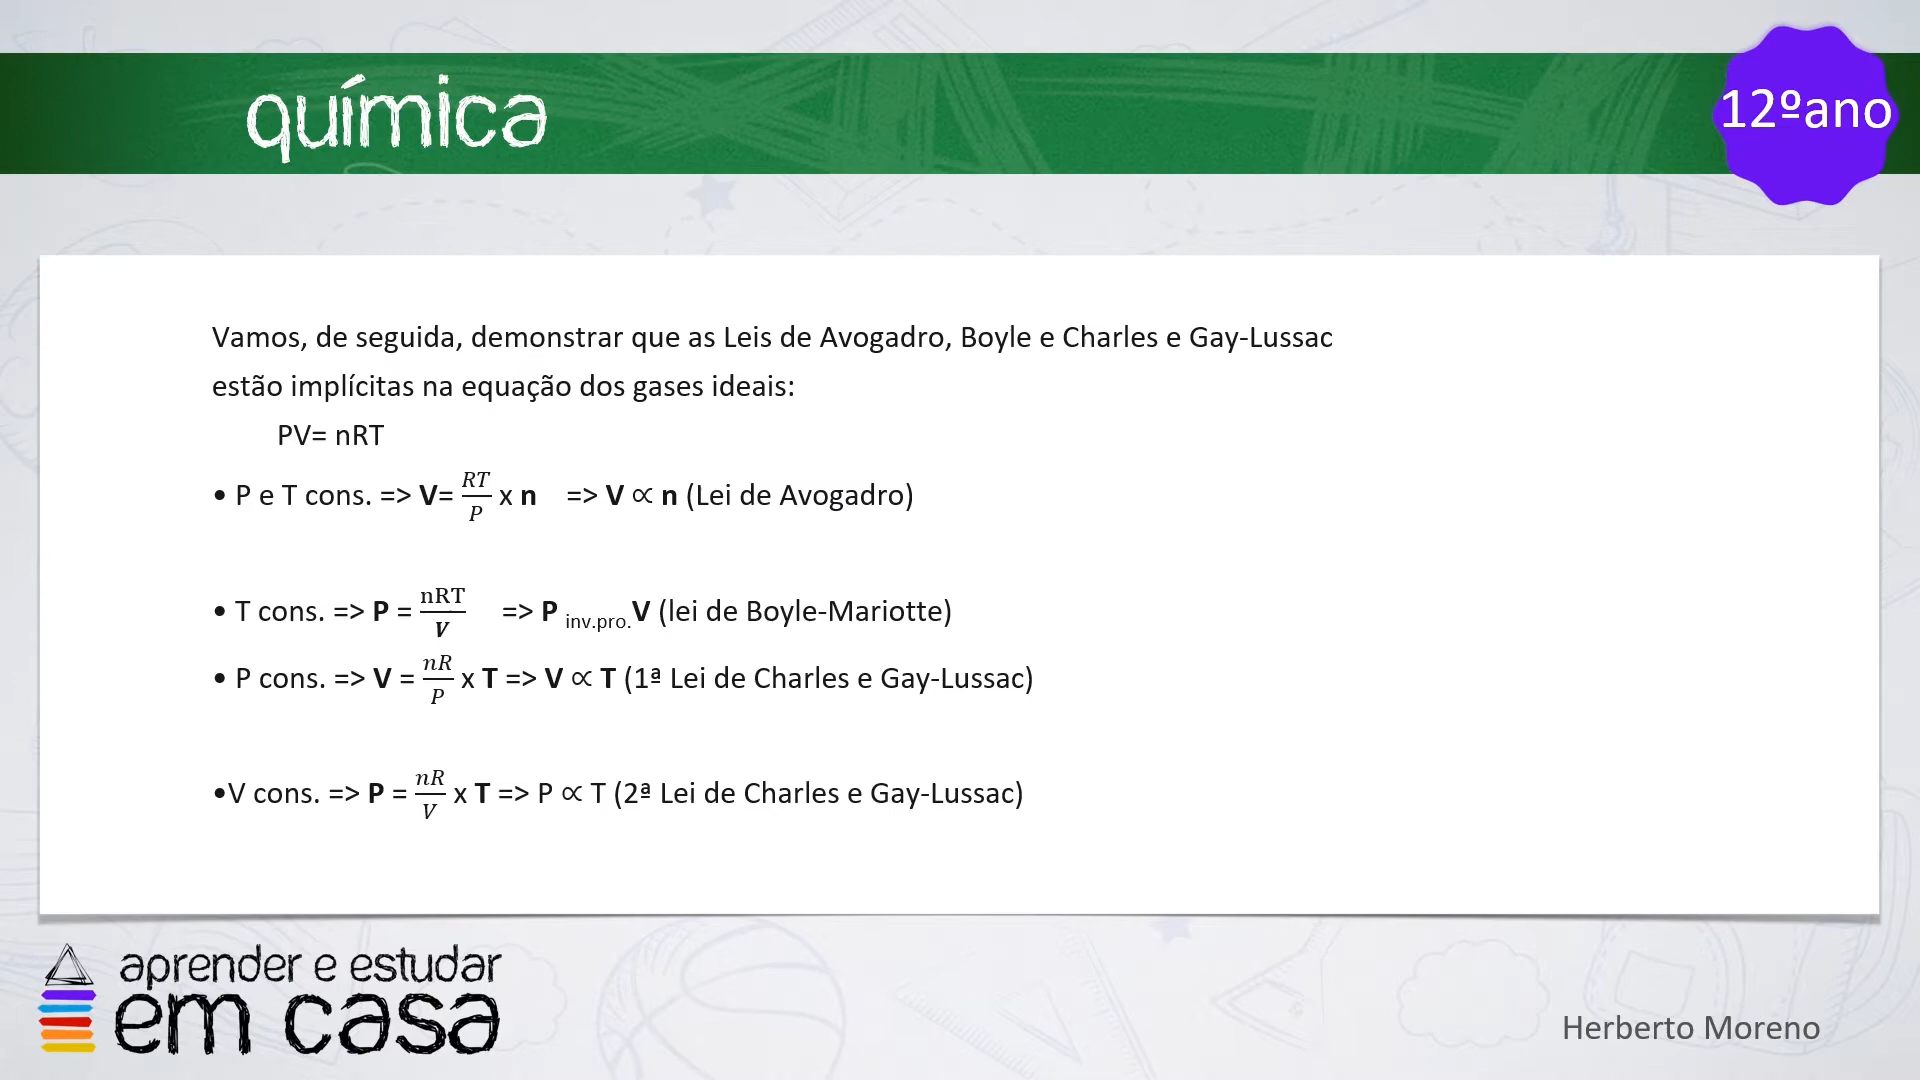 química
12ºano
Vamos, de seguida, demonstrar que as Leis de Avogadro, Boyle e Charles e Gay-Lussac
estão implícitas na equação dos gases ideais:
PV= nRT
• P e T cons. => V= RT/P x n => V ∝ n (Lei de Avogadro)
• T cons. => P = nRT/V => P inv.pro.V (lei de Boyle-Mariotte)
• P cons. => V = nR/P x T => V ∝ T (1ª Lei de Charles e Gay-Lussac)
•V cons. => P = nR/V x T => P ∝ T (2ª Lei de Charles e Gay-Lussac)
aprender e estudar
em casa
Herberto Moreno